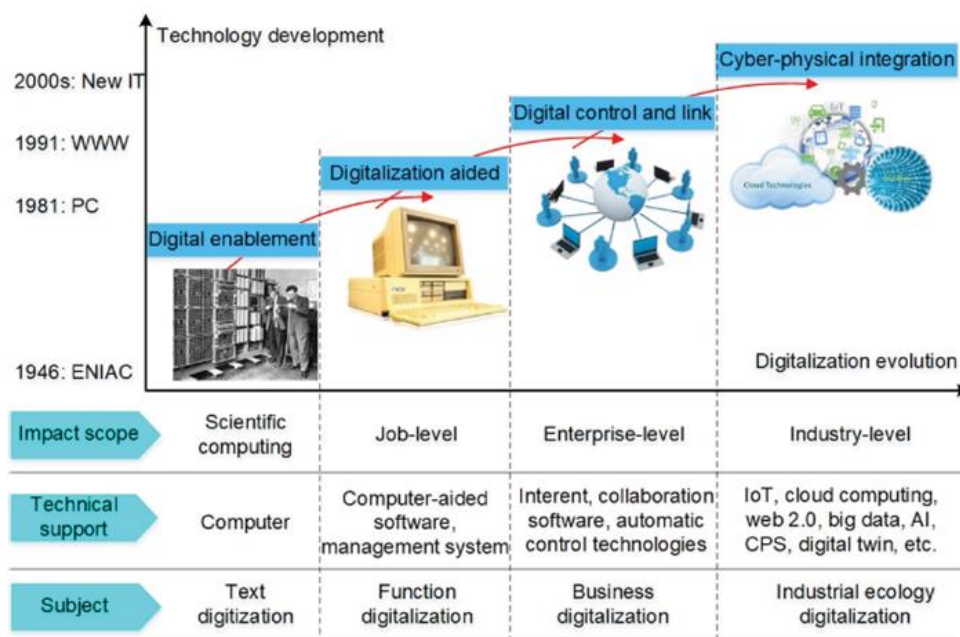 Technology development
2000s: New IT
1991: WWW
1981: PC
1946: ENIAC
Digital enablement
Digitalization aided
Digital control and link
Cyber-physical integration
IoT
Cloud Technologies
Digitalization evolution
Impact scope
Scientific
computing
Job-level
Enterprise-level
Industry-level
Technical
support
Computer
Computer-aided
software,
management system
Interent, collaboration
software, automatic
control technologies
IoT, cloud computing,
web 2.0, big data, AI,
CPS, digital twin, etc.
Subject
Text
digitization
Function
digitalization
Business
digitalization
Industrial ecology
digitalization